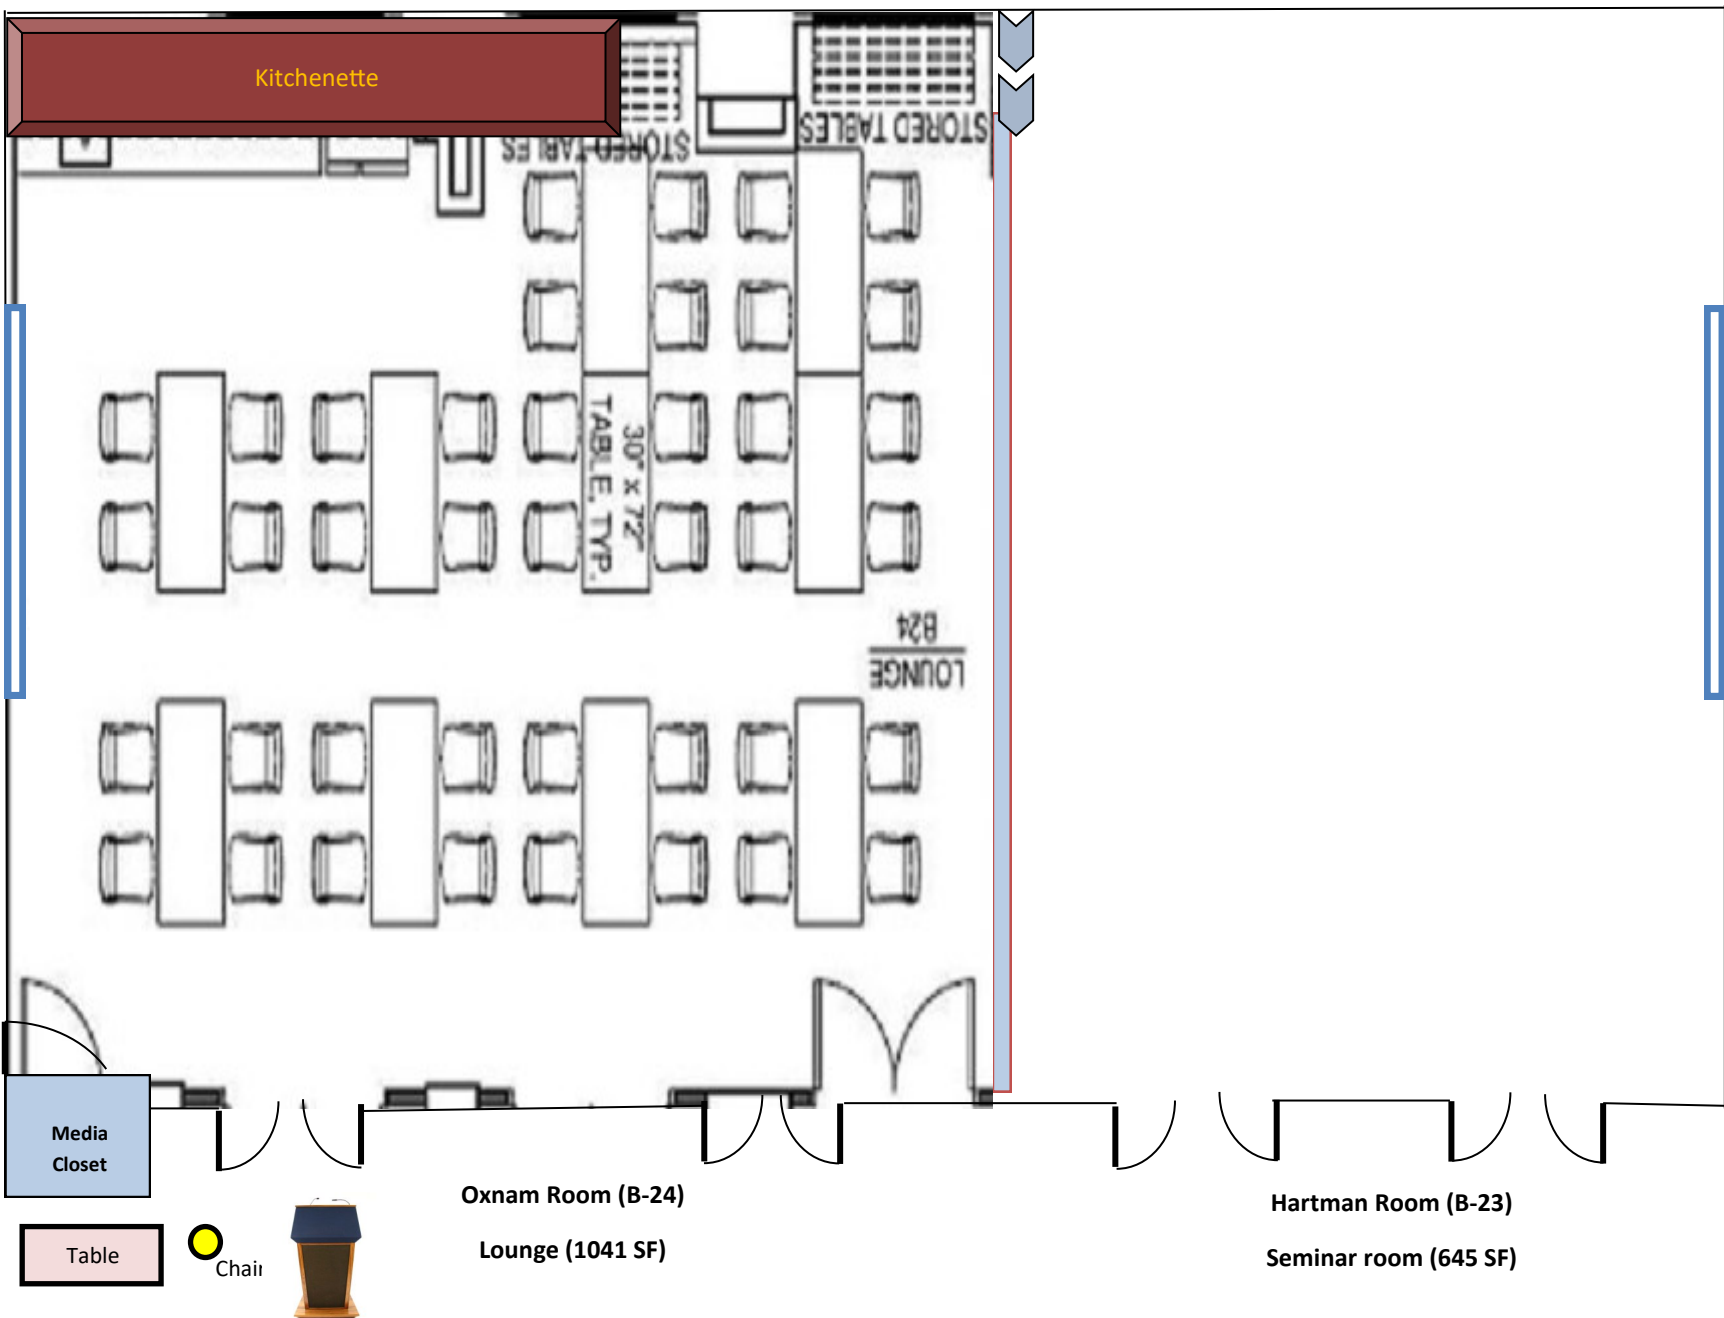 Kitchenette
STORED TABLES
STORED TABLES
30" x 72"
TABLE, TYP.
LOUNGE
B24
Media
Closet
Oxnam Room (B-24)
Lounge (1041 SF)
Hartman Room (B-23)
Seminar room (645 SF)
Table
Chair